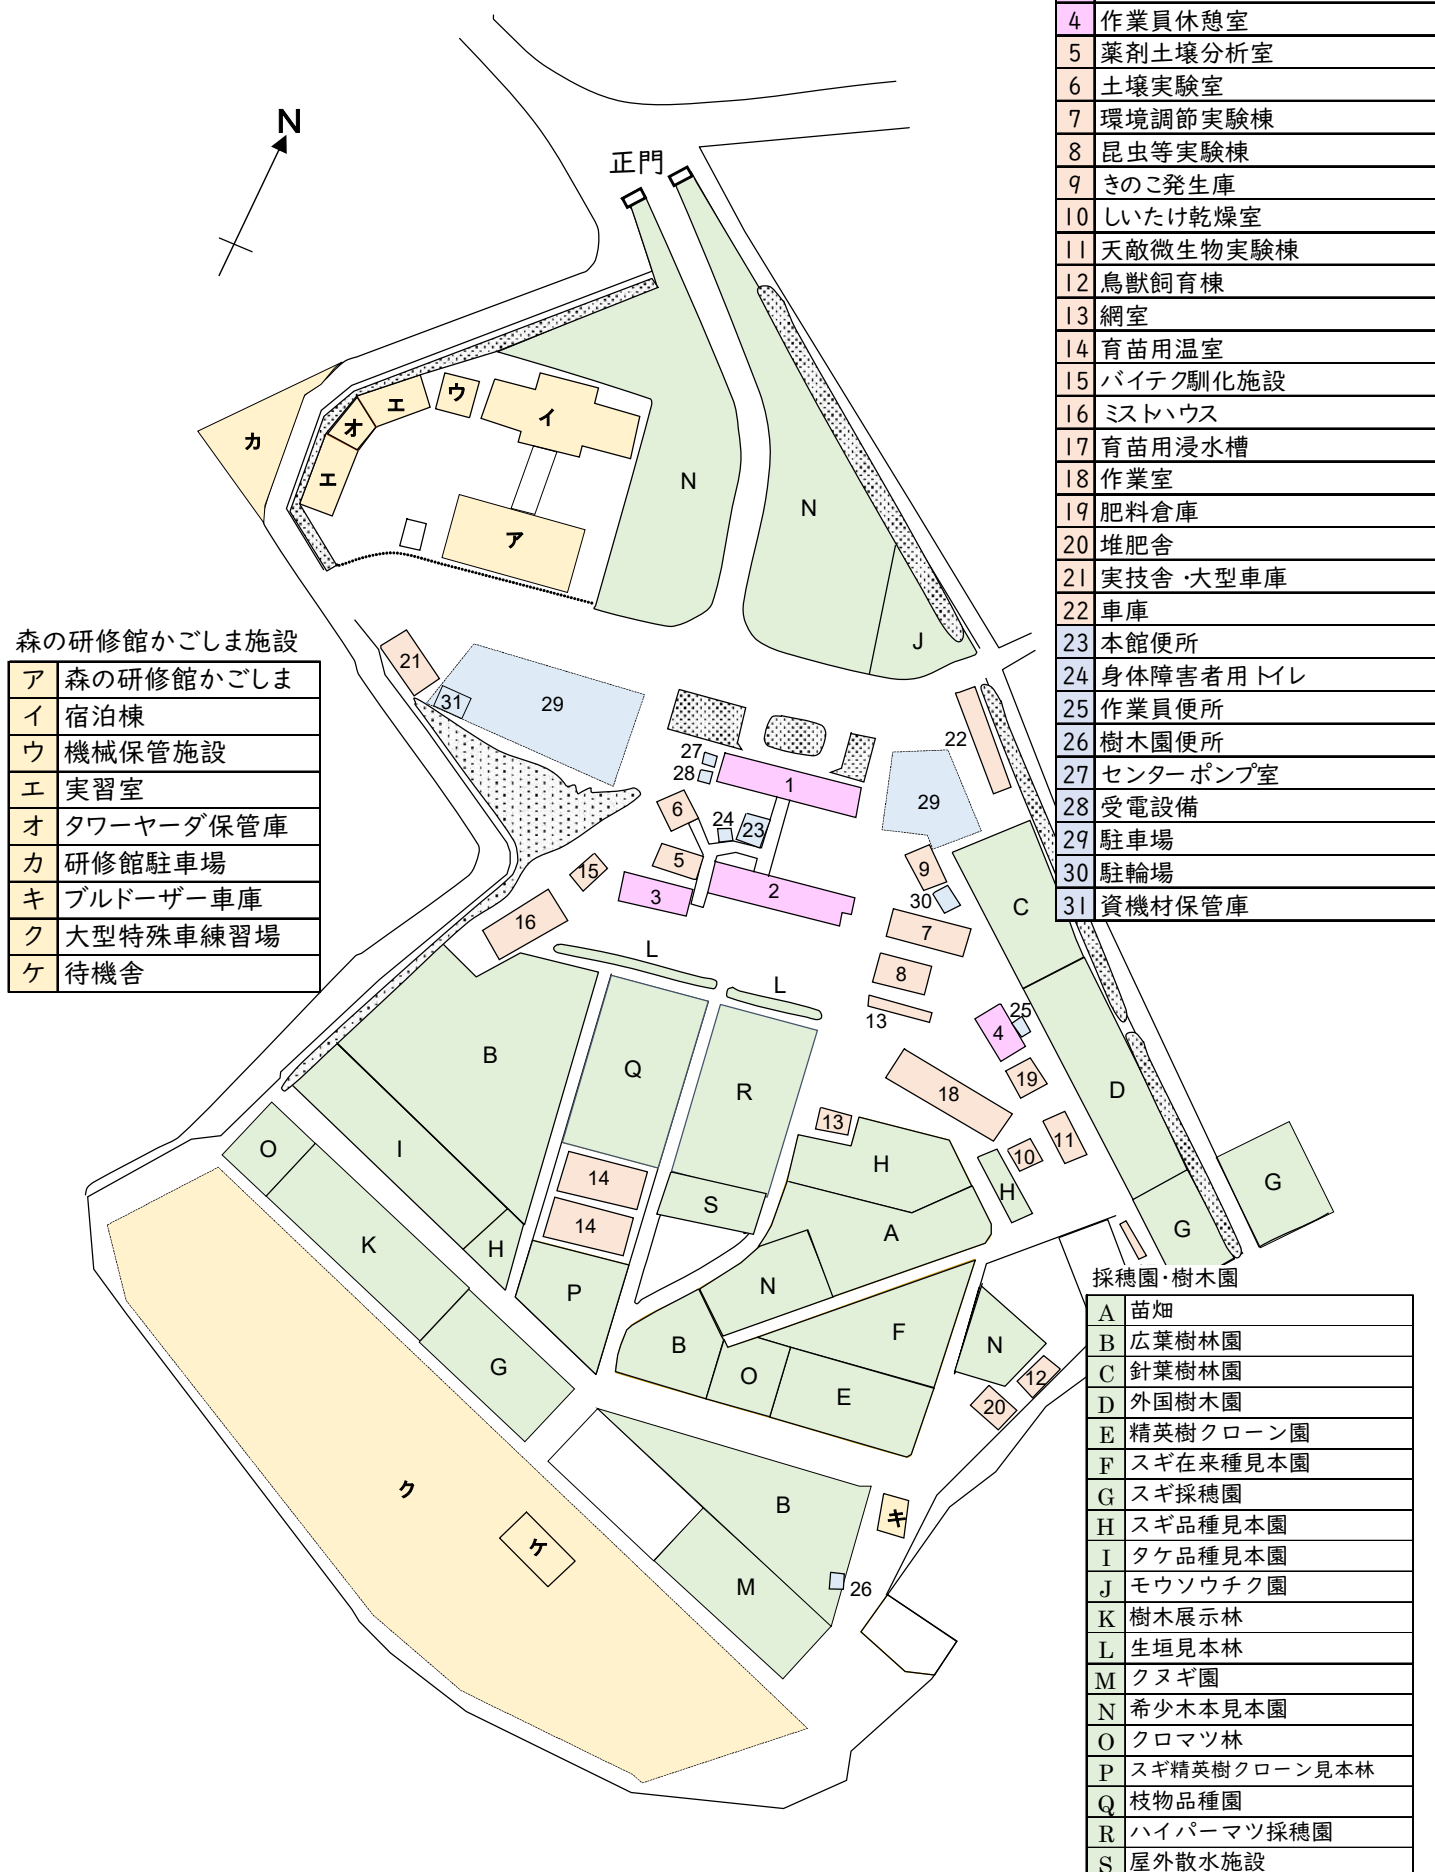 4 作業員休憩室
5 薬剤土壌分析室
6 土壌実験室
7 環境調節実験棟
8 昆虫等実験棟
9 きのこ発生庫
10 しいたけ乾燥室
11 天敵微生物実験棟
12 鳥獣飼育棟
13 網室
14 育苗用温室
15 バイテク馴化施設
16 ミストハウス
17 育苗用浸水槽
18 作業室
19 肥料倉庫
20 堆肥舎
21 実技舎・大型車庫
22 車庫
23 本館便所
24 身体障害者用トイレ
25 作業員便所
26 樹木園便所
27 センターポンプ室
28 受電設備
29 駐車場
30 駐輪場
31 資機材保管庫
N
正門
エ
ウ
イ
オ
カ
エ
N
N
ア
J
森の研修館かごしま施設
ア 森の研修館かごしま
イ 宿泊棟
ウ 機械保管施設
エ 実習室
オ タワーヤーダ保管庫
カ 研修館駐車場
キ ブルドーザー車庫
ク 大型特殊車練習場
ケ 待機舎
21
31
29
22
27
28
1
29
6
24
23
5
15
9
3
2
30
C
16
7
L
8
L
13
25
4
B
Q
R
19
18
D
13
11
O
I
H
10
14
S
H
G
14
A
G
K
H
N
P
F
B
N
G
O
E
12
20
ク
B
キ
ケ
M
26
採穂園・樹木園
A 苗畑
B 広葉樹林園
C 針葉樹林園
D 外国樹木園
E 精英樹クローン園
F スギ在来種見本園
G スギ採穂園
H スギ品種見本園
I タケ品種見本園
J モウソウチク園
K 樹木展示林
L 生垣見本林
M クヌギ園
N 希少木本見本園
O クロマツ林
P スギ精英樹クローン見本林
Q 枝物品種園
R ハイパーマツ採穂園
S 屋外散水施設